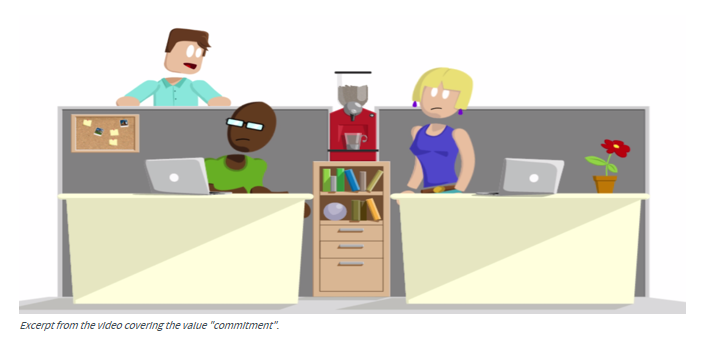 Excerpt from the video covering the value "commitment".